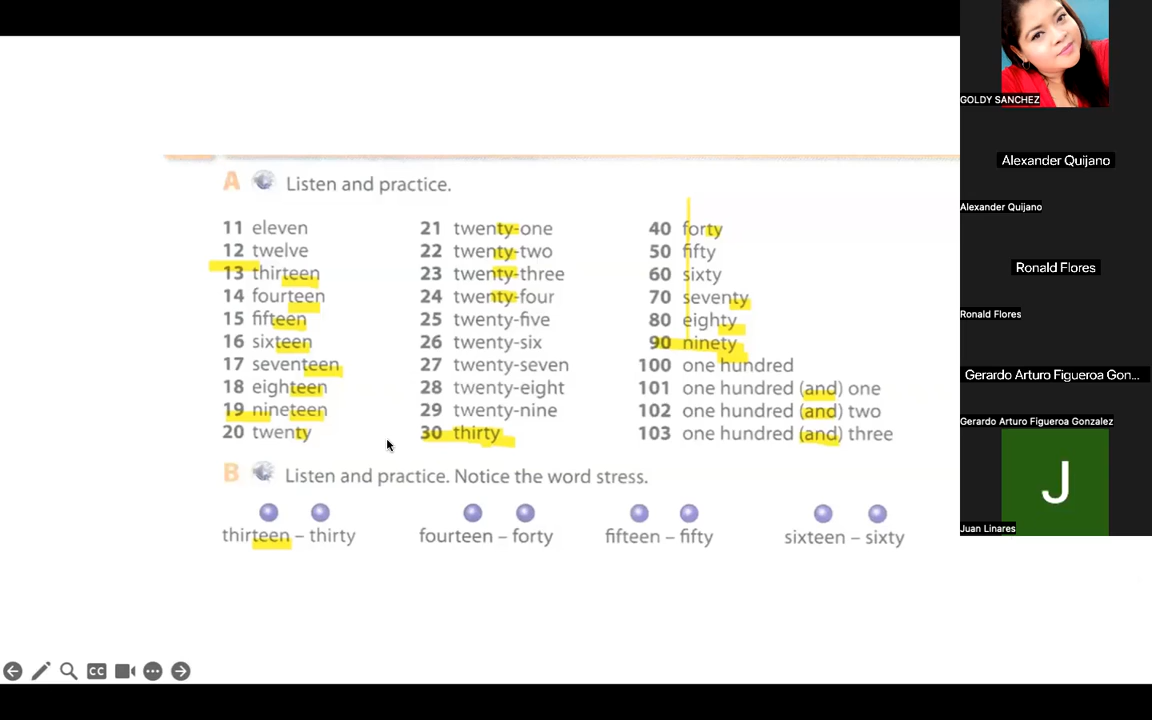 A Listen and practice.
11 eleven
12 twelve
13 thirteen
14 fourteen
15 fifteen
16 sixteen
17 seventeen
18 eighteen
19 nineteen
20 twenty
21 twenty-one
22 twenty-two
23 twenty-three
24 twenty-four
25 twenty-five
26 twenty-six
27 twenty-seven
28 twenty-eight
29 twenty-nine
30 thirty
40 forty
50 fifty
60 sixty
70 seventy
80 eighty
90 ninety
100 one hundred
101 one hundred (and) one
102 one hundred (and) two
103 one hundred (and) three
B Listen and practice. Notice the word stress.
thirteen – thirty
fourteen – forty
fifteen – fifty
sixteen – sixty
CC
GOLDY SANCHEZ
Alexander Quijano
Alexander Quijano
Ronald Flores
Ronald Flores
Gerardo Arturo Figueroa Gon...
Gerardo Arturo Figueroa Gonzalez
J
Juan Linares